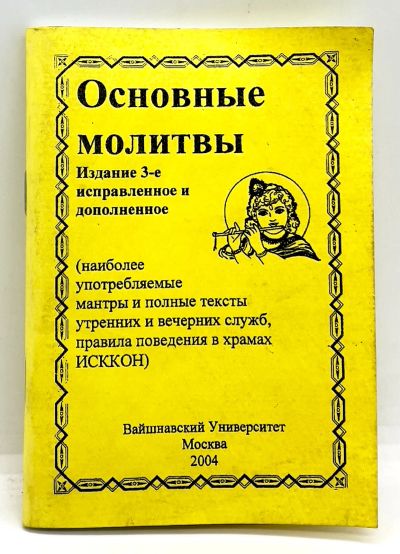 Основные
молитвы
Издание 3-е
исправленное и
дополненное
(наиболее
употребляемые
мантры и полные тексты
утренних и вечерних служб,
правила поведения в храмах
ИСККОН)
Вайшнавский Университет
Москва
2004